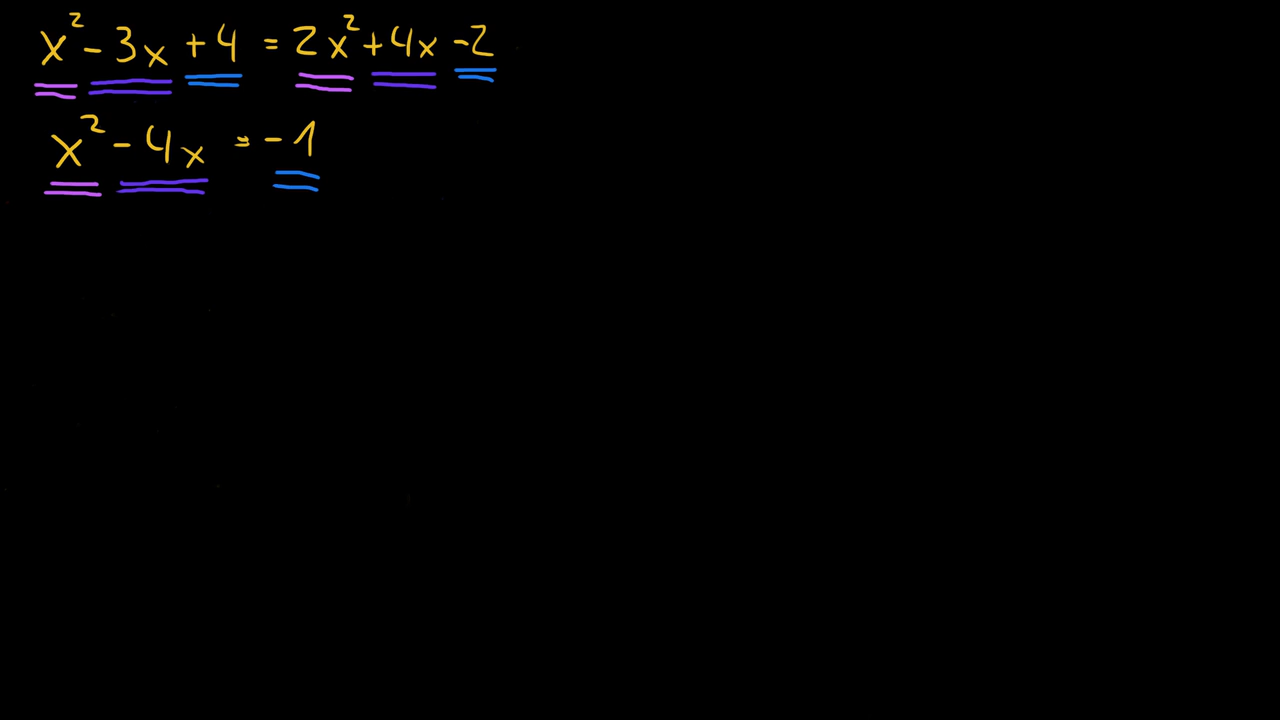 x² - 3x + 4 = 2x² + 4x - 2
x² - 4x = -1